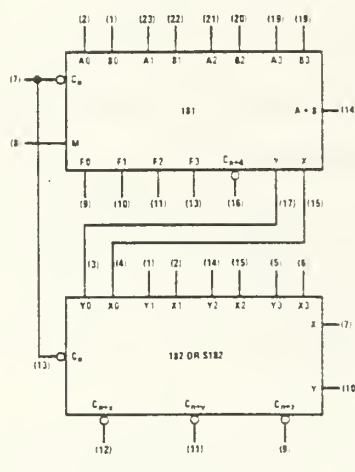 (2) (1) (23) (22) (21) (20) (19) (19)
A0 B0 A1 B1 A2 B2 A3 B3
(7) Cn
181
A = B (14)
(8) M
F0 F1 F2 F3 Cn+4 Y X
(9) (10) (11) (13) (16) (17) (15)
(3) (4) (1) (2) (14) (15) (5) (6)
Y0 X0 Y1 X1 Y2 X2 Y3 X3
X (7)
(13) Cn
182 OR S182
Y (10)
Cn+x Cn+y Cn+z
(12) (11) (9)